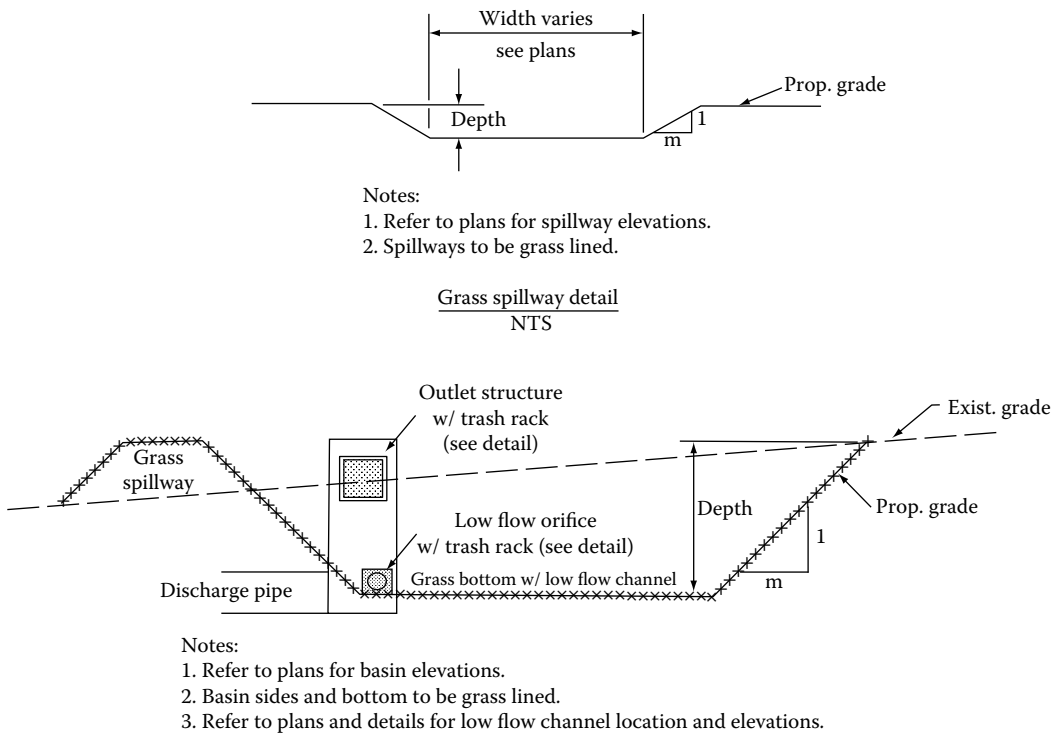 Width varies
see plans
Prop. grade
Depth
1
m
Notes:
1. Refer to plans for spillway elevations.
2. Spillways to be grass lined.
Grass spillway detail
NTS
Outlet structure
w/ trash rack
(see detail)
Exist. grade
Grass
spillway
Depth
Prop. grade
Low flow orifice
w/ trash rack (see detail)
1
m
Grass bottom w/ low flow channel
Discharge pipe
Notes:
1. Refer to plans for basin elevations.
2. Basin sides and bottom to be grass lined.
3. Refer to plans and details for low flow channel location and elevations.